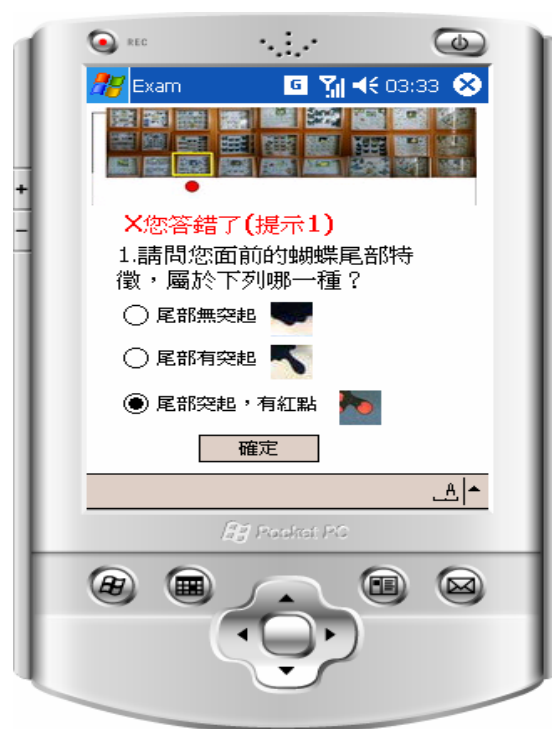 REC
Exam G 03:33
X您答錯了(提示1)
1.請問您面前的蝴蝶尾部特
徵，屬於下列哪一種？
尾部無突起
尾部有突起
尾部突起，有紅點
確定
A
Pocket PC
+
-